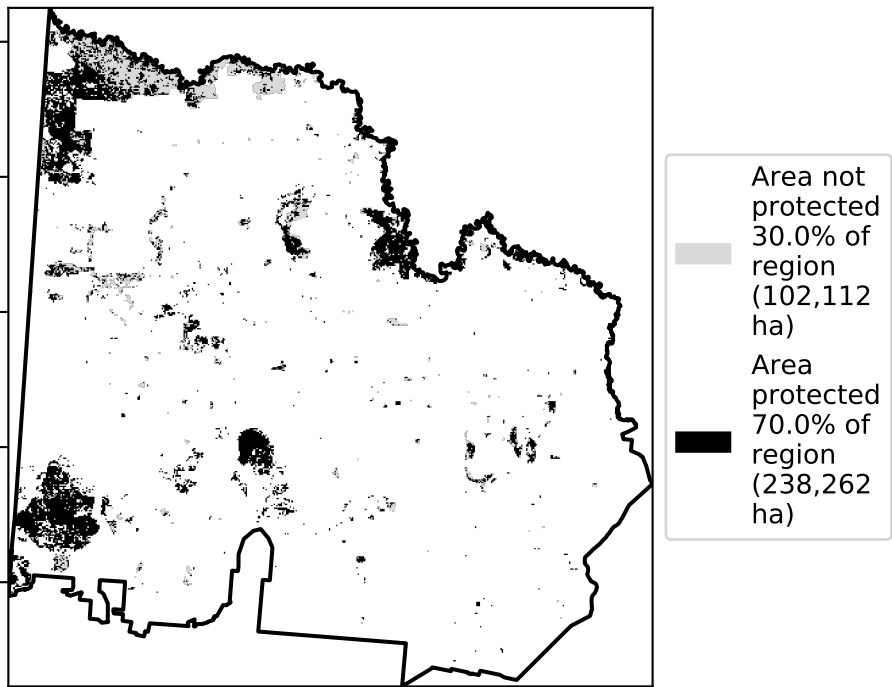 Area not
protected
30.0% of
region
(102,112
ha)
Area
protected
70.0% of
region
(238,262
ha)